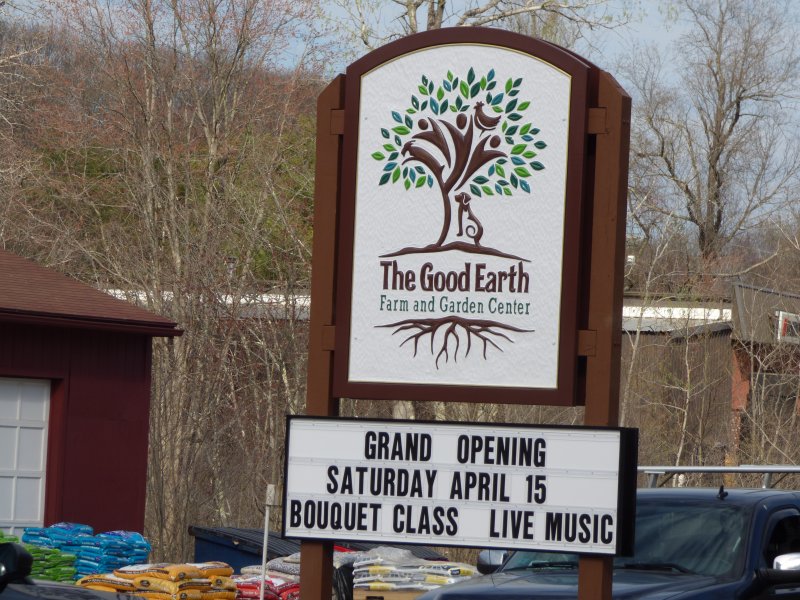 The Good Earth
Farm and Garden Center
GRAND OPENING
SATURDAY APRIL 15
BOUQUET CLASS LIVE MUSIC